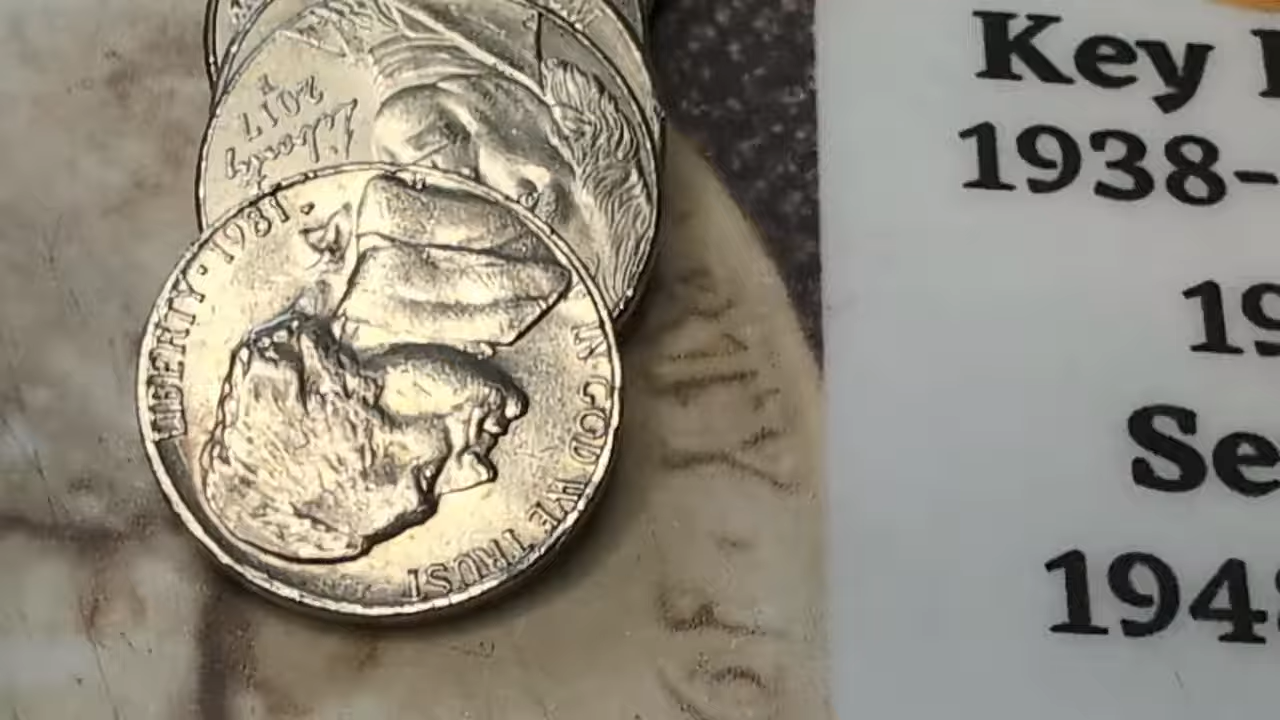 Key
1938-
19
Se
194
Liberty
2017
P
LIBERTY · 1981 ·
IN GOD WE TRUST